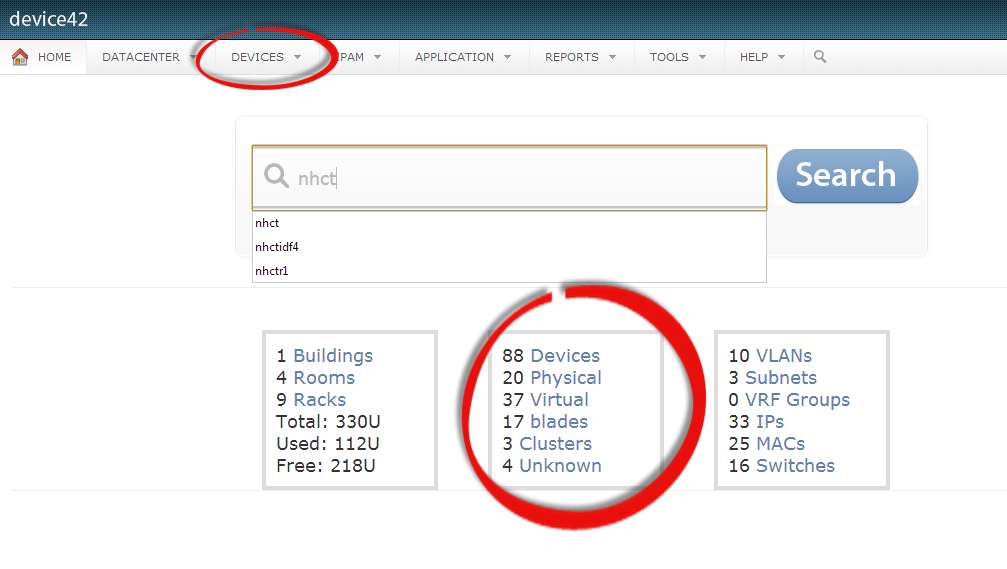 device42
HOME DATACENTER DEVICES IPAM APPLICATION REPORTS TOOLS HELP
nhct Search
nhct
nhctidf4
nhctr1
1 Buildings
4 Rooms
9 Racks
Total: 330U
Used: 112U
Free: 218U
88 Devices
20 Physical
37 Virtual
17 blades
3 Clusters
4 Unknown
10 VLANs
3 Subnets
0 VRF Groups
33 IPs
25 MACs
16 Switches